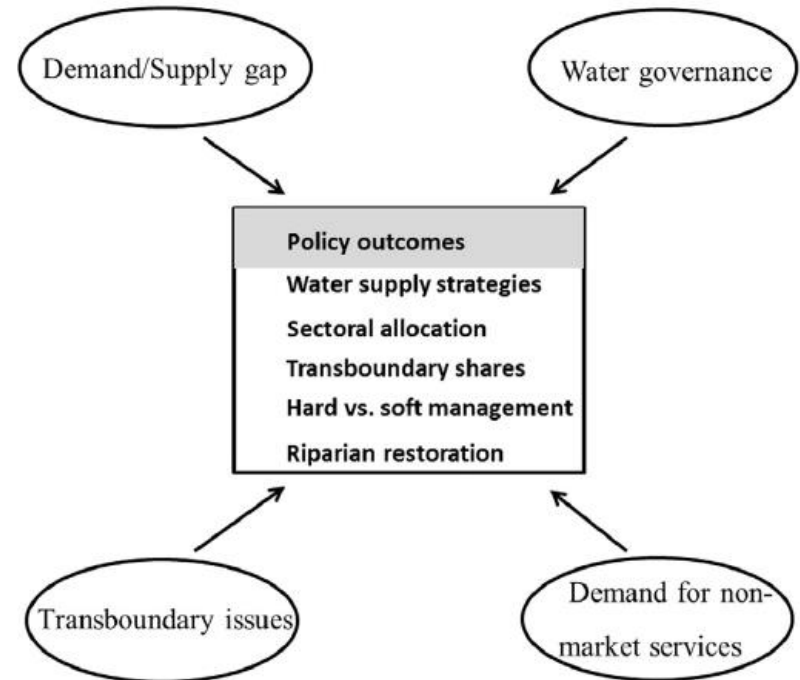 Demand/Supply gap
Water governance
Policy outcomes
Water supply strategies
Sectoral allocation
Transboundary shares
Hard vs. soft management
Riparian restoration
Transboundary issues
Demand for non-
market services